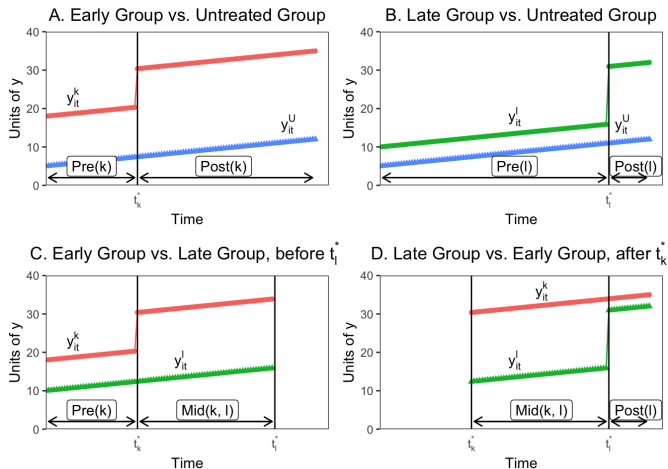 A. Early Group vs. Untreated Group
Units of y
40
30
20
10
0
y_it^k
y_it^U
Pre(k)
Post(k)
t_k^*
Time
B. Late Group vs. Untreated Group
Units of y
40
30
20
10
0
y_it^l
y_it^U
Pre(l)
Post(l)
t_l^*
Time
C. Early Group vs. Late Group, before t_l^*
Units of y
40
30
20
10
0
y_it^k
y_it^l
Pre(k)
Mid(k, l)
t_k^*
t_l^*
Time
D. Late Group vs. Early Group, after t_k^*
Units of y
40
30
20
10
0
y_it^k
y_it^l
Mid(k, l)
Post(l)
t_k^*
t_l^*
Time